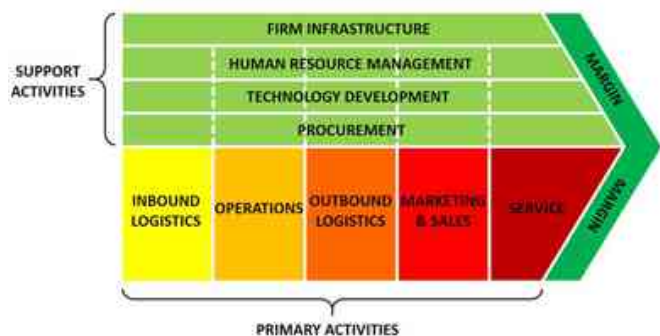 FIRM INFRASTRUCTURE
HUMAN RESOURCE MANAGEMENT
TECHNOLOGY DEVELOPMENT
PROCUREMENT
SUPPORT
ACTIVITIES
MARGIN
MARGIN
INBOUND
LOGISTICS
OPERATIONS
OUTBOUND
LOGISTICS
MARKETING
& SALES
SERVICE
PRIMARY ACTIVITIES